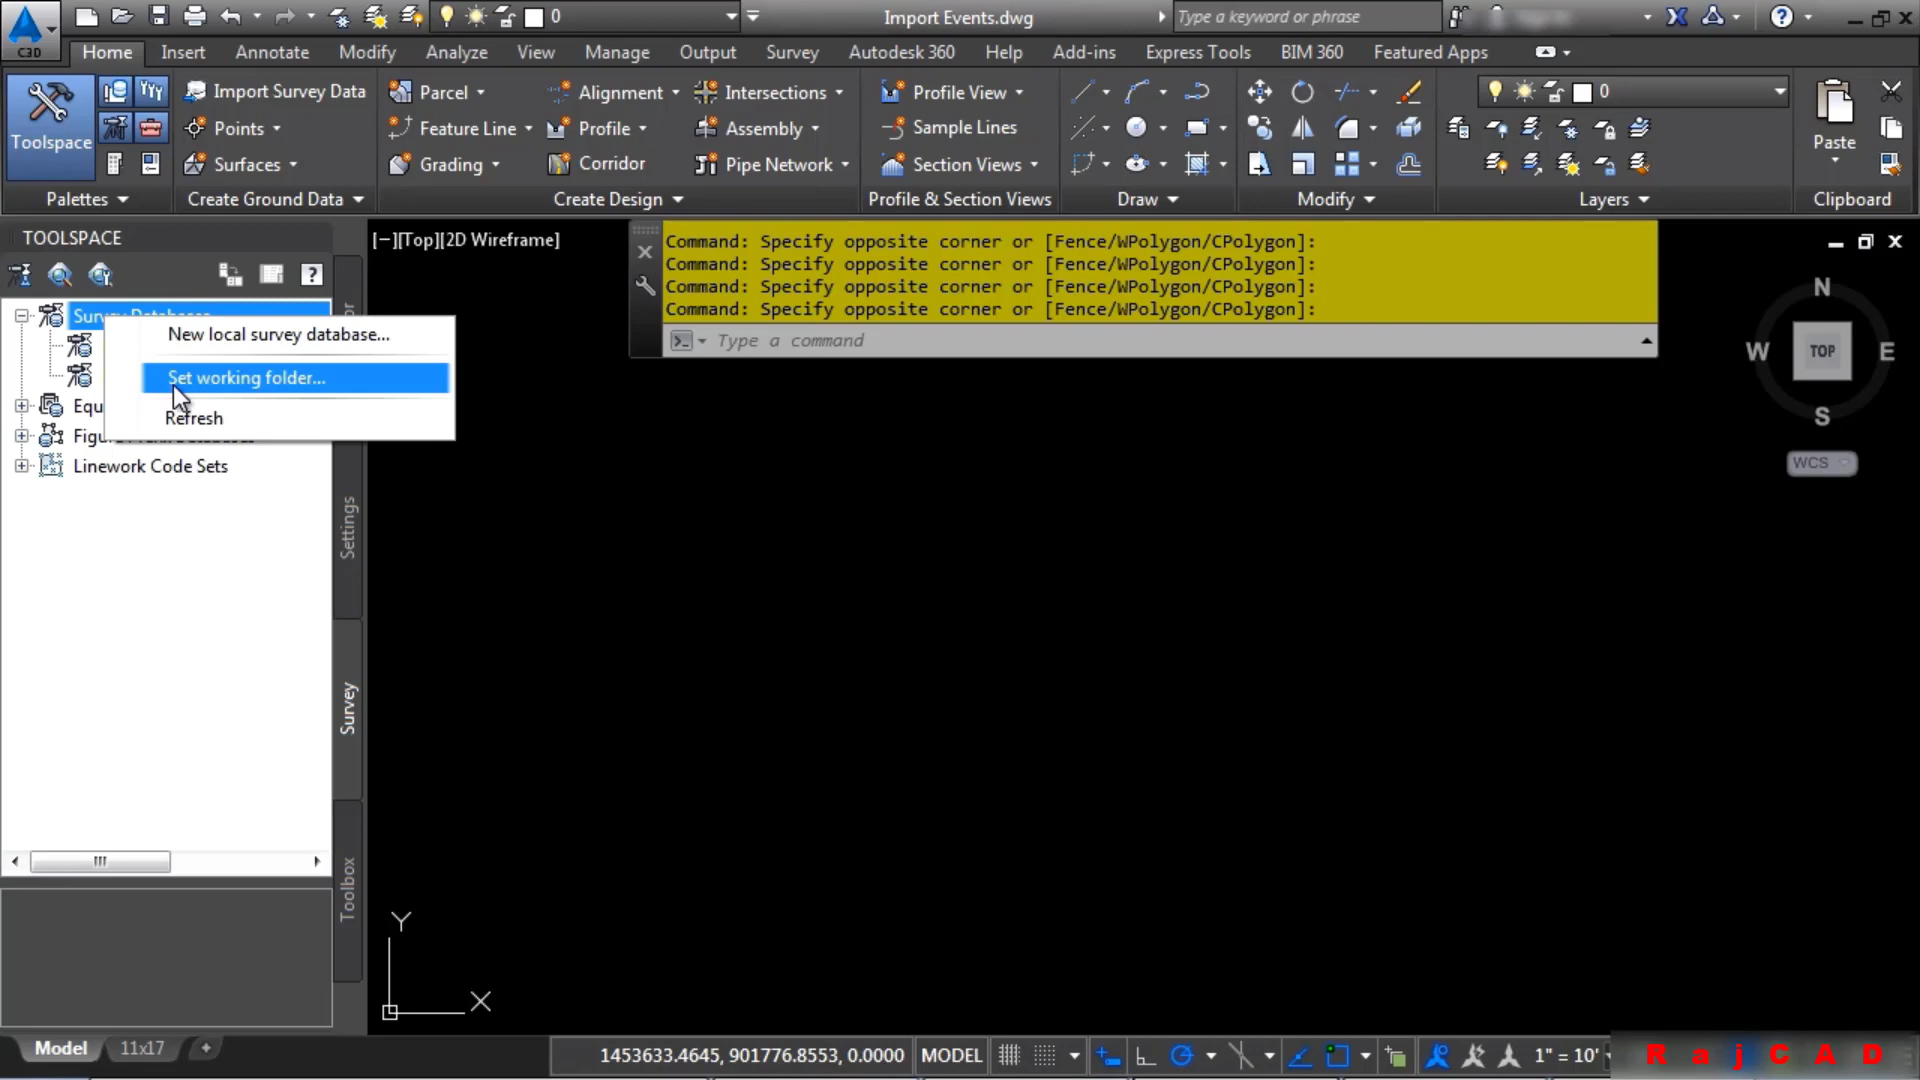 C3D
0
Import Events.dwg
Type a keyword or phrase
Home Insert Annotate Modify Analyze View Manage Output Survey Autodesk 360 Help Add-ins Express Tools BIM 360 Featured Apps
Toolspace
Import Survey Data
Points
Surfaces
Parcel
Feature Line
Grading
Alignment
Profile
Corridor
Intersections
Assembly
Pipe Network
Profile View
Sample Lines
Section Views
0
Paste
Palettes Create Ground Data Create Design Profile & Section Views Draw Modify Layers Clipboard
TOOLSPACE
[−][Top][2D Wireframe]
Command: Specify opposite corner or [Fence/WPolygon/CPolygon]:
Command: Specify opposite corner or [Fence/WPolygon/CPolygon]:
Command: Specify opposite corner or [Fence/WPolygon/CPolygon]:
Command: Specify opposite corner or [Fence/WPolygon/CPolygon]:
Type a command
New local survey database...
Set working folder...
Refresh
Linework Code Sets
Settings
Survey
Toolbox
N
W TOP E
S
WCS
Y
X
Model 11x17
1453633.4645, 901776.8553, 0.0000 MODEL 1" = 10'
RajCAD